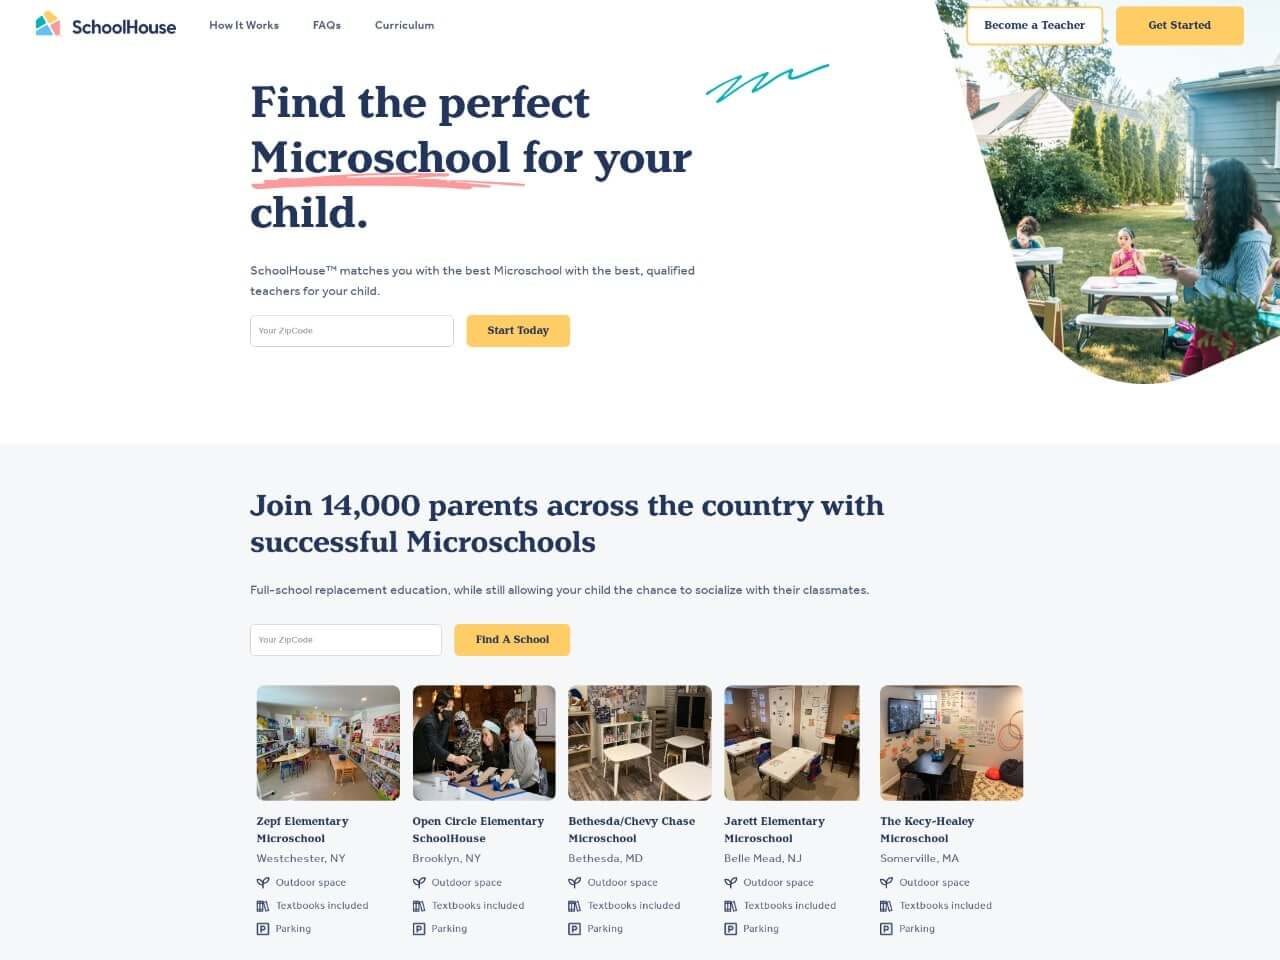 SchoolHouse
How It Works
FAQs
Curriculum
Become a Teacher
Get Started
Find the perfect
Microschool for your
child.
SchoolHouse™ matches you with the best Microschool with the best, qualified
teachers for your child.
Your ZipCode
Start Today
Join 14,000 parents across the country with
successful Microschools
Full-school replacement education, while still allowing your child the chance to socialize with their classmates.
Your ZipCode
Find A School
Zepf Elementary
Microschool
Westchester, NY
Outdoor space
Textbooks included
P Parking
Open Circle Elementary
SchoolHouse
Brooklyn, NY
Outdoor space
Textbooks included
P Parking
Bethesda/Chevy Chase
Microschool
Bethesda, MD
Outdoor space
Textbooks included
P Parking
Jarett Elementary
Microschool
Belle Mead, NJ
Outdoor space
Textbooks included
P Parking
The Kecy-Healey
Microschool
Somerville, MA
Outdoor space
Textbooks included
P Parking